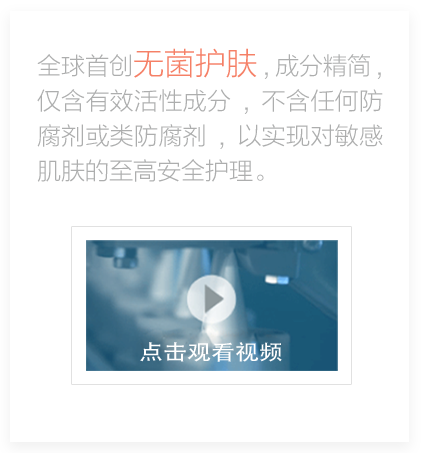 全球首创无菌护肤，成分精简，
仅含有效活性成分，不含任何防
腐剂或类防腐剂，以实现对敏感
肌肤的至高安全护理。
点击观看视频